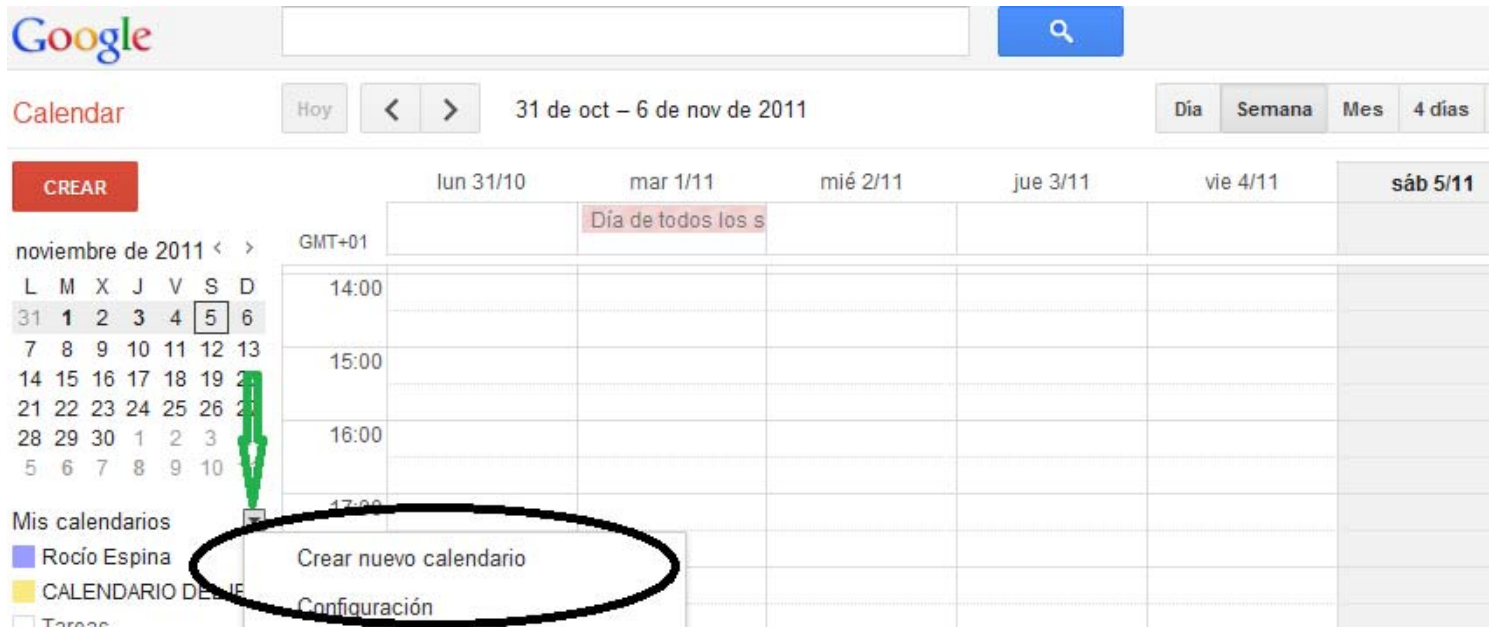 Google
Calendar
Hoy
31 de oct – 6 de nov de 2011
Día Semana Mes 4 días
CREAR
lun 31/10 mar 1/11 mié 2/11 jue 3/11 vie 4/11 sáb 5/11
Día de todos los s
GMT+01
noviembre de 2011
L M X J V S D
31 1 2 3 4 5 6
7 8 9 10 11 12 13
14 15 16 17 18 19
21 22 23 24 25 26
28 29 30 1 2 3
5 6 7 8 9 10
14:00
15:00
16:00
17:00
Mis calendarios
Rocío Espina
CALENDARIO
Tareas
Crear nuevo calendario
Configuración